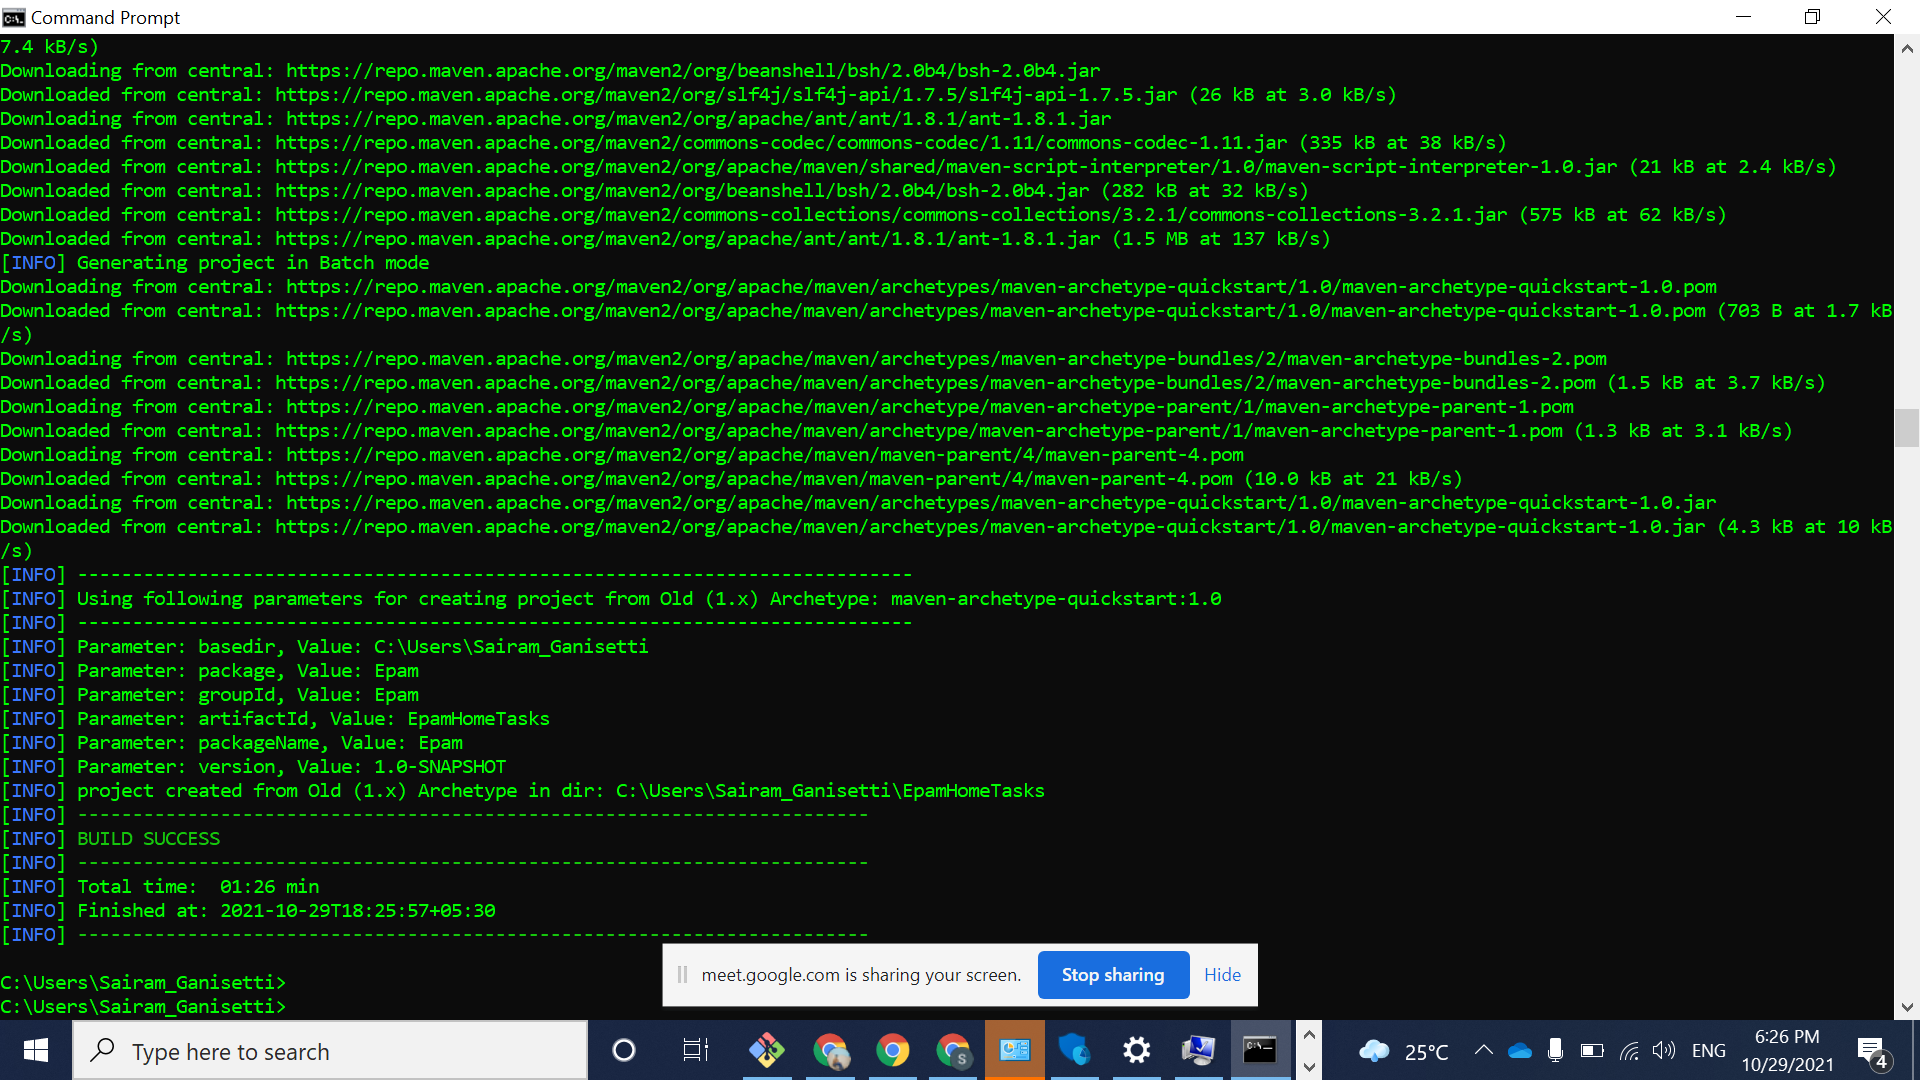 Command Prompt
7.4 kB/s)
Downloading from central: https://repo.maven.apache.org/maven2/org/beanshell/bsh/2.0b4/bsh-2.0b4.jar
Downloaded from central: https://repo.maven.apache.org/maven2/org/slf4j/slf4j-api/1.7.5/slf4j-api-1.7.5.jar (26 kB at 3.0 kB/s)
Downloading from central: https://repo.maven.apache.org/maven2/org/apache/ant/ant/1.8.1/ant-1.8.1.jar
Downloaded from central: https://repo.maven.apache.org/maven2/commons-codec/commons-codec/1.11/commons-codec-1.11.jar (335 kB at 38 kB/s)
Downloaded from central: https://repo.maven.apache.org/maven2/org/apache/maven/shared/maven-script-interpreter/1.0/maven-script-interpreter-1.0.jar (21 kB at 2.4 kB/s)
Downloaded from central: https://repo.maven.apache.org/maven2/org/beanshell/bsh/2.0b4/bsh-2.0b4.jar (282 kB at 32 kB/s)
Downloaded from central: https://repo.maven.apache.org/maven2/commons-collections/commons-collections/3.2.1/commons-collections-3.2.1.jar (575 kB at 62 kB/s)
Downloaded from central: https://repo.maven.apache.org/maven2/org/apache/ant/ant/1.8.1/ant-1.8.1.jar (1.5 MB at 137 kB/s)
[INFO] Generating project in Batch mode
Downloading from central: https://repo.maven.apache.org/maven2/org/apache/maven/archetypes/maven-archetype-quickstart/1.0/maven-archetype-quickstart-1.0.pom
Downloaded from central: https://repo.maven.apache.org/maven2/org/apache/maven/archetypes/maven-archetype-quickstart/1.0/maven-archetype-quickstart-1.0.pom (703 B at 1.7 kB
/s)
Downloading from central: https://repo.maven.apache.org/maven2/org/apache/maven/archetypes/maven-archetype-bundles/2/maven-archetype-bundles-2.pom
Downloaded from central: https://repo.maven.apache.org/maven2/org/apache/maven/archetypes/maven-archetype-bundles/2/maven-archetype-bundles-2.pom (1.5 kB at 3.7 kB/s)
Downloading from central: https://repo.maven.apache.org/maven2/org/apache/maven/archetype/maven-archetype-parent/1/maven-archetype-parent-1.pom
Downloaded from central: https://repo.maven.apache.org/maven2/org/apache/maven/archetype/maven-archetype-parent/1/maven-archetype-parent-1.pom (1.3 kB at 3.1 kB/s)
Downloading from central: https://repo.maven.apache.org/maven2/org/apache/maven/maven-parent/4/maven-parent-4.pom
Downloaded from central: https://repo.maven.apache.org/maven2/org/apache/maven/maven-parent/4/maven-parent-4.pom (10.0 kB at 21 kB/s)
Downloading from central: https://repo.maven.apache.org/maven2/org/apache/maven/archetypes/maven-archetype-quickstart/1.0/maven-archetype-quickstart-1.0.jar
Downloaded from central: https://repo.maven.apache.org/maven2/org/apache/maven/archetypes/maven-archetype-quickstart/1.0/maven-archetype-quickstart-1.0.jar (4.3 kB at 10 kB
/s)
[INFO] ----------------------------------------------------------------------------
[INFO] Using following parameters for creating project from Old (1.x) Archetype: maven-archetype-quickstart:1.0
[INFO] ----------------------------------------------------------------------------
[INFO] Parameter: basedir, Value: C:\Users\Sairam_Ganisetti
[INFO] Parameter: package, Value: Epam
[INFO] Parameter: groupId, Value: Epam
[INFO] Parameter: artifactId, Value: EpamHomeTasks
[INFO] Parameter: packageName, Value: Epam
[INFO] Parameter: version, Value: 1.0-SNAPSHOT
[INFO] project created from Old (1.x) Archetype in dir: C:\Users\Sairam_Ganisetti\EpamHomeTasks
[INFO] ------------------------------------------------------------------------
[INFO] BUILD SUCCESS
[INFO] ------------------------------------------------------------------------
[INFO] Total time:  01:26 min
[INFO] Finished at: 2021-10-29T18:25:57+05:30
[INFO] ------------------------------------------------------------------------
C:\Users\Sairam_Ganisetti>
C:\Users\Sairam_Ganisetti>
meet.google.com is sharing your screen. Stop sharing Hide
Type here to search
S
25°C
ENG
6:26 PM
10/29/2021
4